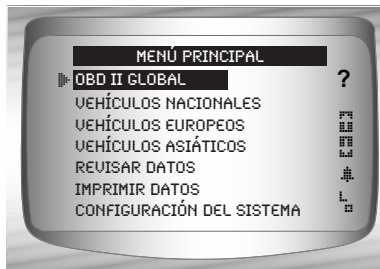 MENÚ PRINCIPAL
OBD II GLOBAL
?
VEHÍCULOS NACIONALES
VEHÍCULOS EUROPEOS
VEHÍCULOS ASIÁTICOS
REVISAR DATOS
IMPRIMIR DATOS
CONFIGURACIÓN DEL SISTEMA